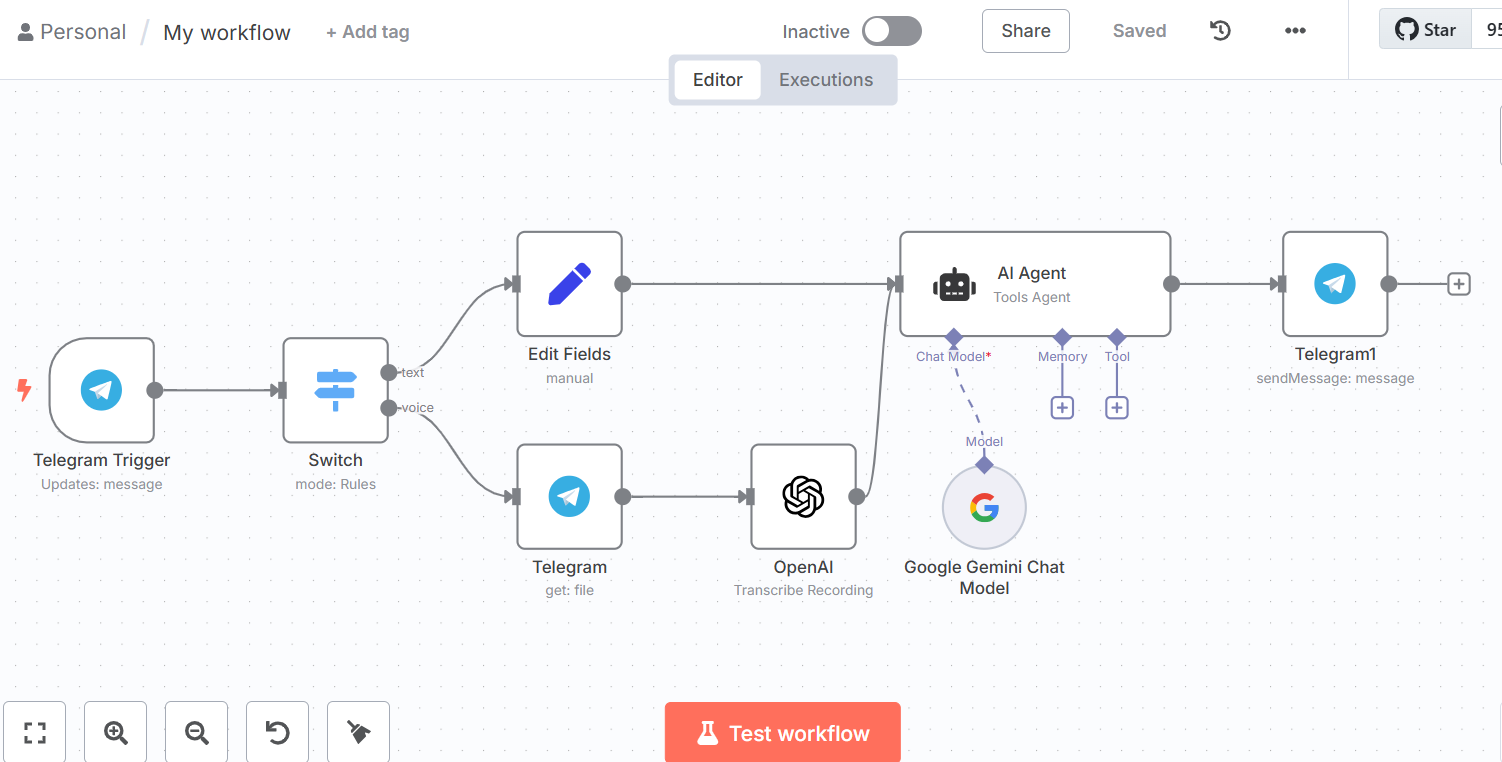 Personal / My workflow + Add tag Inactive Share Saved Star 95
Editor Executions
text
voice
Telegram Trigger
Updates: message
Switch
mode: Rules
Edit Fields
manual
Telegram
get: file
OpenAI
Transcribe Recording
AI Agent
Tools Agent
Chat Model* Memory Tool
Model
Google Gemini Chat
Model
Telegram1
sendMessage: message
Test workflow